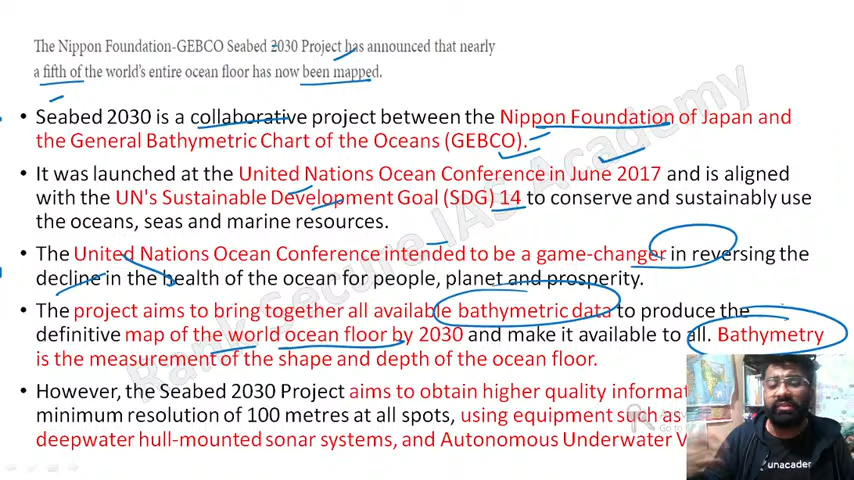 The Nippon Foundation-GEBCO Seabed 2030 Project has announced that nearly
a fifth of the world's entire ocean floor has now been mapped.
• Seabed 2030 is a collaborative project between the Nippon Foundation of Japan and
the General Bathymetric Chart of the Oceans (GEBCO).
• It was launched at the United Nations Ocean Conference in June 2017 and is aligned
with the UN's Sustainable Development Goal (SDG) 14 to conserve and sustainably use
the oceans, seas and marine resources.
• The United Nations Ocean Conference intended to be a game-changer in reversing the
decline in the health of the ocean for people, planet and prosperity.
• The project aims to bring together all available bathymetric data to produce the
definitive map of the world ocean floor by 2030 and make it available to all. Bathymetry
is the measurement of the shape and depth of the ocean floor.
• However, the Seabed 2030 Project aims to obtain higher quality
minimum resolution of 100 metres at all spots, using equipment such as
deepwater hull-mounted sonar systems, and Autonomous Underwater
Rank Secure IAS Academy
unacadem